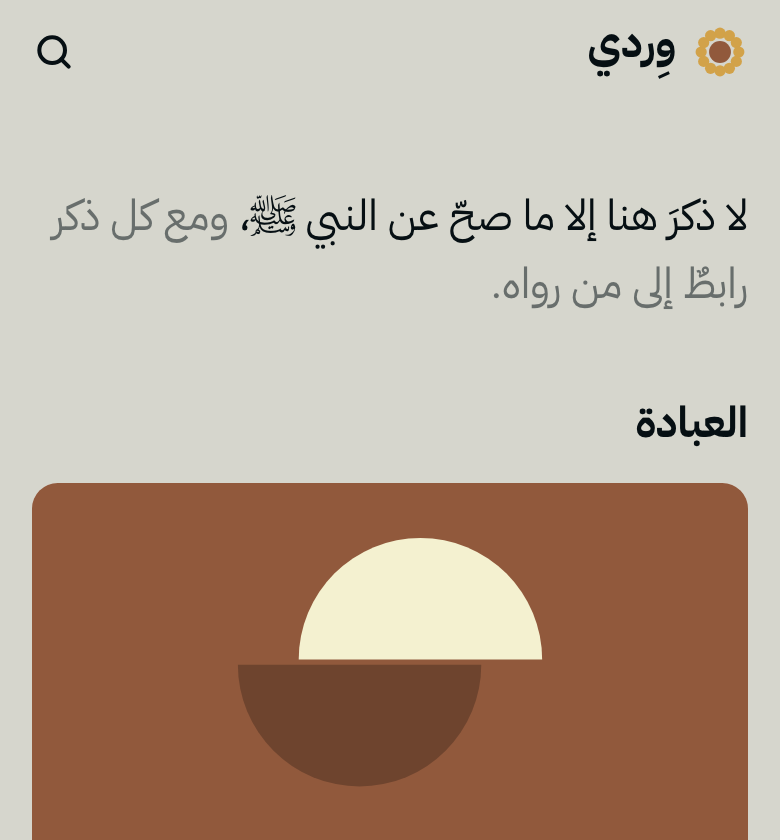 وِردي
لا ذكرَ هنا إلا ما صحّ عن النبي ﷺ، ومع كل ذكر
رابطٌ إلى من رواه.
العبادة